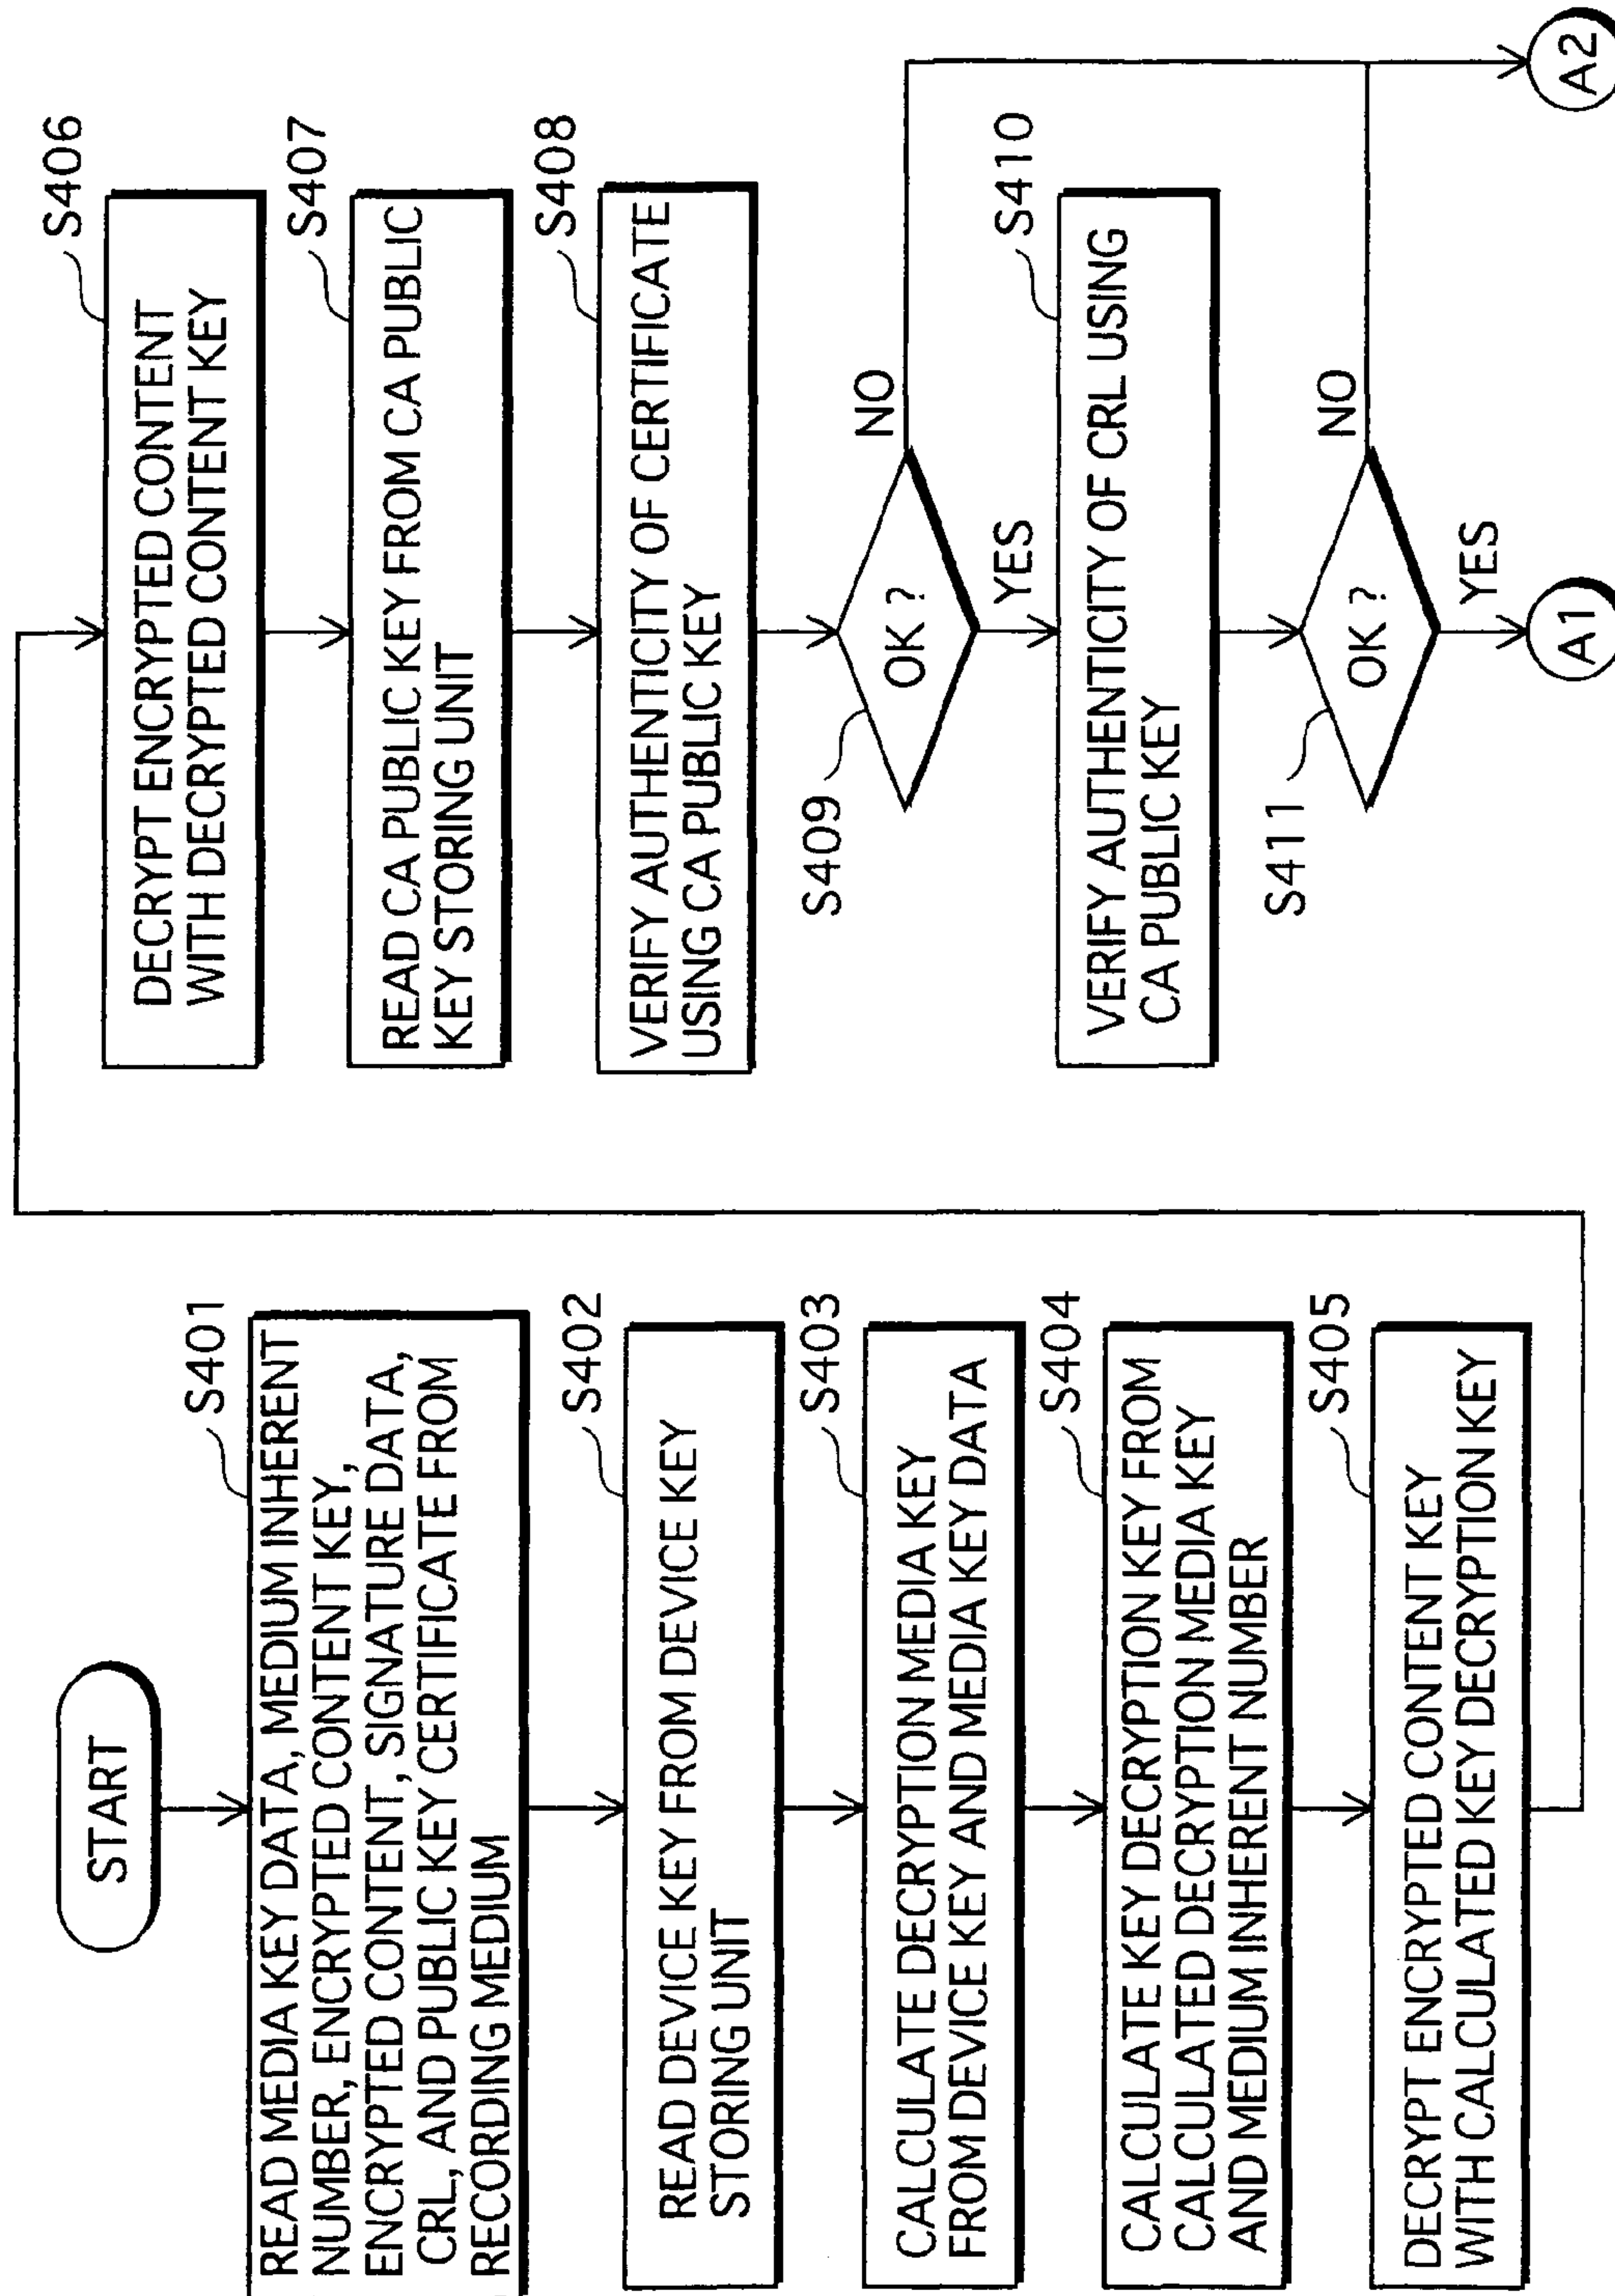 START
S401
READ MEDIA KEY DATA, MEDIUM INHERENT
NUMBER, ENCRYPTED CONTENT KEY,
ENCRYPTED CONTENT, SIGNATURE DATA,
CRL, AND PUBLIC KEY CERTIFICATE FROM
RECORDING MEDIUM
S402
READ DEVICE KEY FROM DEVICE KEY
STORING UNIT
S403
CALCULATE DECRYPTION MEDIA KEY
FROM DEVICE KEY AND MEDIA KEY DATA
S404
CALCULATE KEY DECRYPTION KEY FROM
CALCULATED DECRYPTION MEDIA KEY
AND MEDIUM INHERENT NUMBER
S405
DECRYPT ENCRYPTED CONTENT KEY
WITH CALCULATED KEY DECRYPTION KEY
S406
DECRYPT ENCRYPTED CONTENT
WITH DECRYPTED CONTENT KEY
S407
READ CA PUBLIC KEY FROM CA PUBLIC
KEY STORING UNIT
S408
VERIFY AUTHENTICITY OF CERTIFICATE
USING CA PUBLIC KEY
S409
OK ?
NO
YES
S410
VERIFY AUTHENTICITY OF CRL USING
CA PUBLIC KEY
S411
OK ?
NO
YES
A1
A2